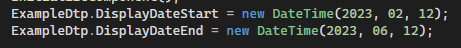 ExampleDtp.DisplayDateStart = new DateTime(2023, 02, 12);
ExampleDtp.DisplayDateEnd = new DateTime(2023, 06, 12);